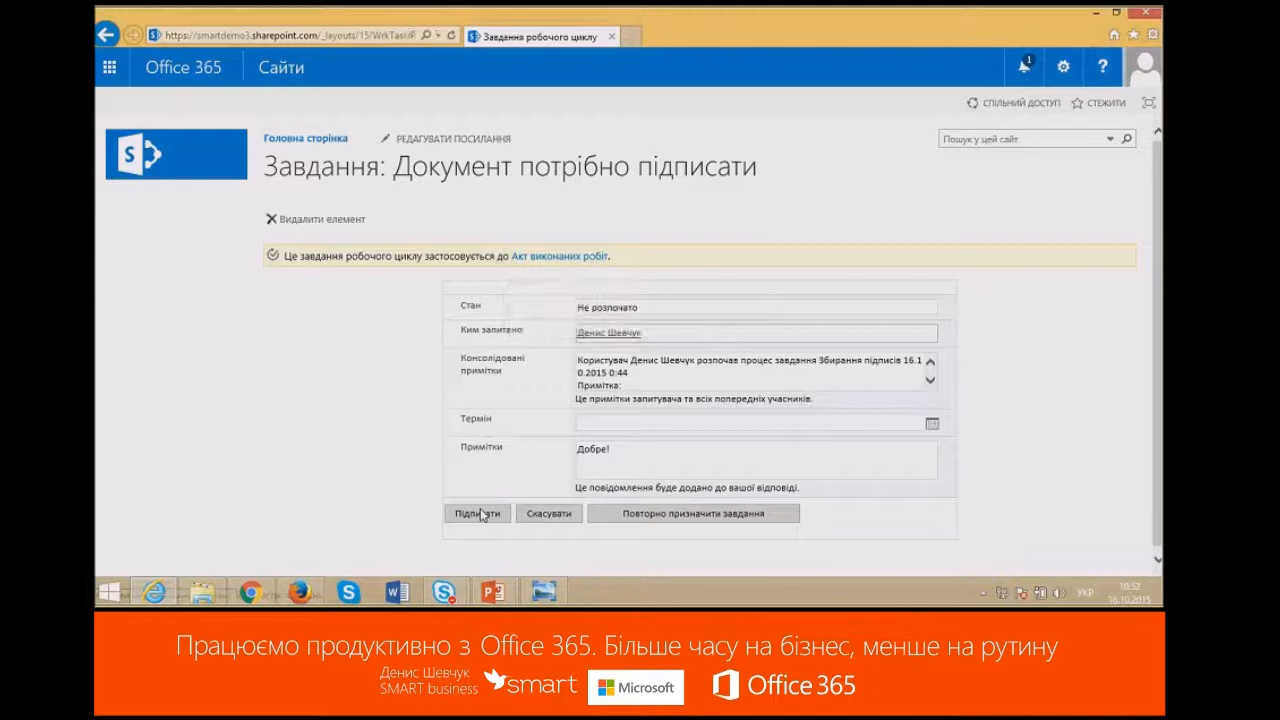 https://smartdemo3.sharepoint.com/_layouts/15/WrkTaskIP
Завдання робочого циклу
Office 365
Сайти
1
?
СПІЛЬНИЙ ДОСТУП
СТЕЖИТИ
S
Головна сторінка
РЕДАГУВАТИ ПОСИЛАННЯ
Пошук у цей сайт
Завдання: Документ потрібно підписати
Видалити елемент
Це завдання робочого циклу застосовується до Акт виконаних робіт.
Стан
Не розпочато
Ким запитано
Денис Шевчук
Консолідовані примітки
Користувач Денис Шевчук розпочав процес завдання Збирання підписів 16.1
0.2015 0:44
Примітка:
Це примітки запитувача та всіх попередніх учасників.
Термін
Примітки
Добре!
Це повідомлення буде додано до вашої відповіді.
Підписати
Скасувати
Повторно призначити завдання
УКР
10:52
16.10.2015
Працюємо продуктивно з Office 365. Більше часу на бізнес, менше на рутину
Денис Шевчук
SMART business
smart
Microsoft
Office 365